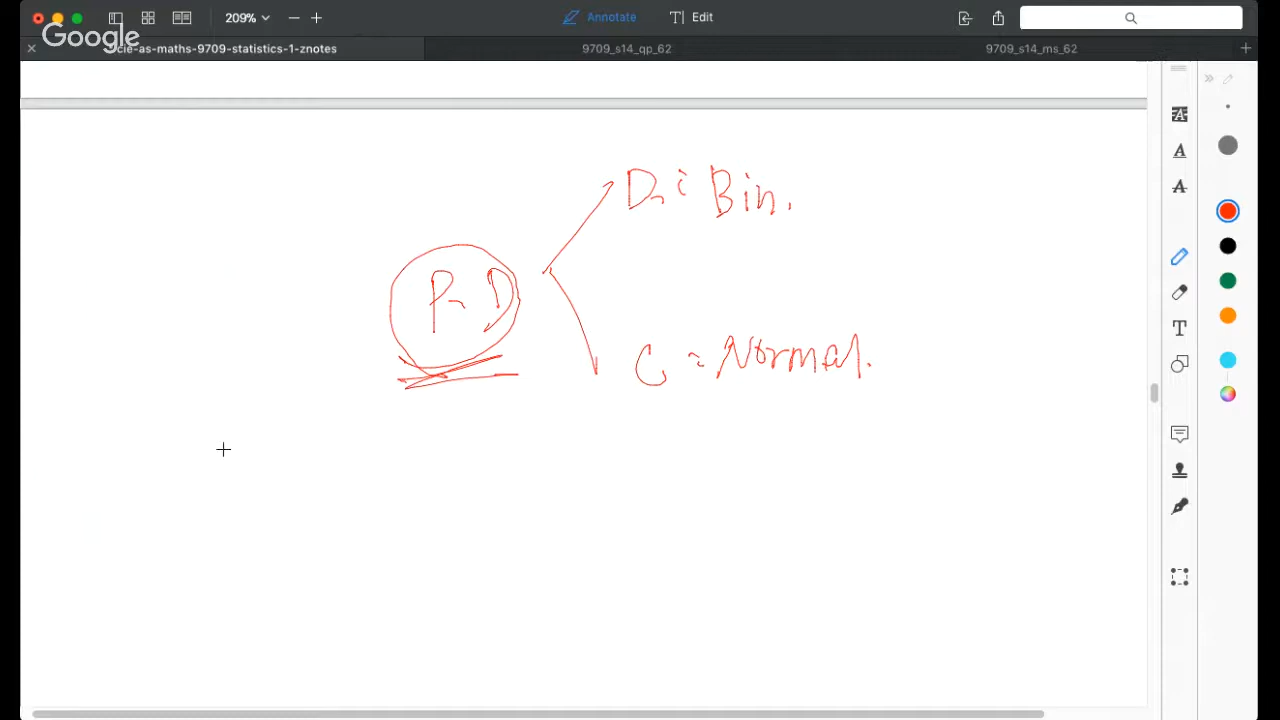 209%
Annotate
Edit
Google
cie-as-maths-9709-statistics-1-znotes
9709_s14_qp_62
9709_s14_ms_62
D : Bin.
P D
C : Normal.